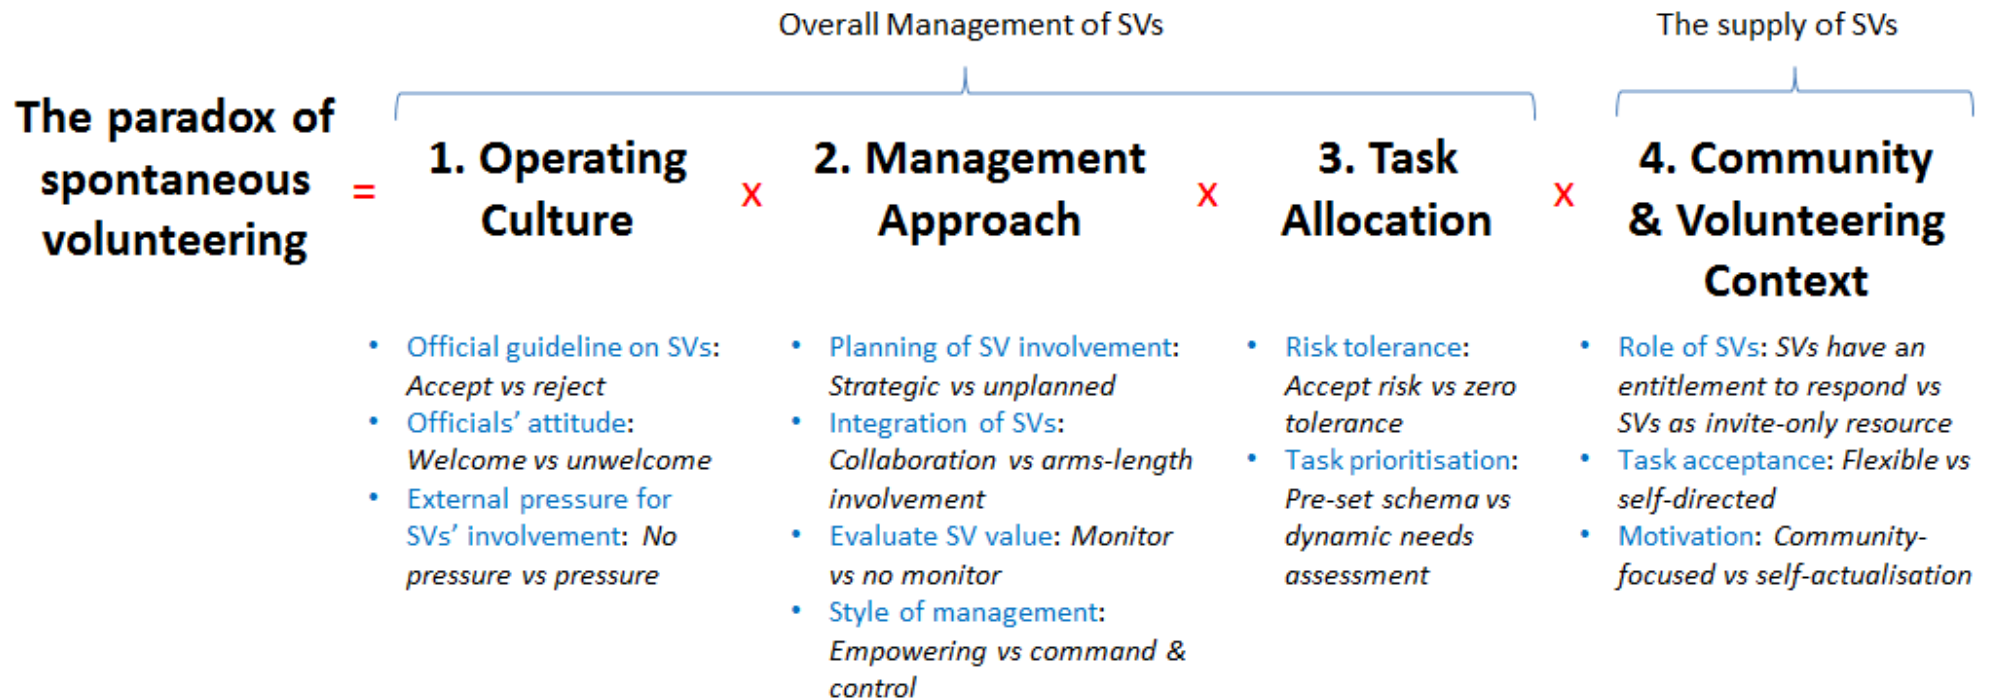 Overall Management of SVs
The supply of SVs
The paradox of
spontaneous
volunteering
=
1. Operating
Culture
x
2. Management
Approach
x
3. Task
Allocation
x
4. Community
& Volunteering
Context
• Official guideline on SVs:
Accept vs reject
• Officials’ attitude:
Welcome vs unwelcome
• External pressure for
SVs’ involvement: No
pressure vs pressure
• Planning of SV involvement:
Strategic vs unplanned
• Integration of SVs:
Collaboration vs arms-length
involvement
• Evaluate SV value: Monitor
vs no monitor
• Style of management:
Empowering vs command &
control
• Risk tolerance:
Accept risk vs zero
tolerance
• Task prioritisation:
Pre-set schema vs
dynamic needs
assessment
• Role of SVs: SVs have an
entitlement to respond vs
SVs as invite-only resource
• Task acceptance: Flexible vs
self-directed
• Motivation: Community-
focused vs self-actualisation